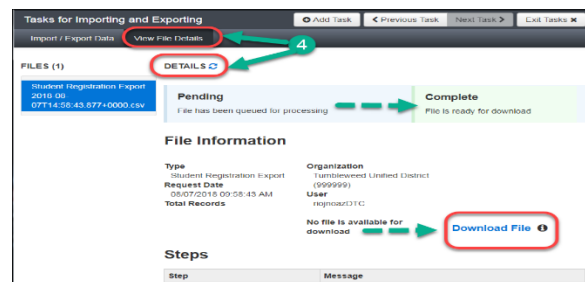 Tasks for Importing and Exporting
Add Task
Previous Task
Next Task
Exit Tasks
Import / Export Data
View File Details
4
FILES (1)
DETAILS
Student Registration Export
2018-08-
07T14:58:43.877+0000.csv
Pending
File has been queued for processing
Complete
File is ready for download
File Information
Type
Student Registration Export
Request Date
08/07/2018 09:58:43 AM
Total Records
Organization
Tumbleweed Unified District
(999999)
User
riojnoazDTC
No file is available for
download
Download File
Steps
Step
Message